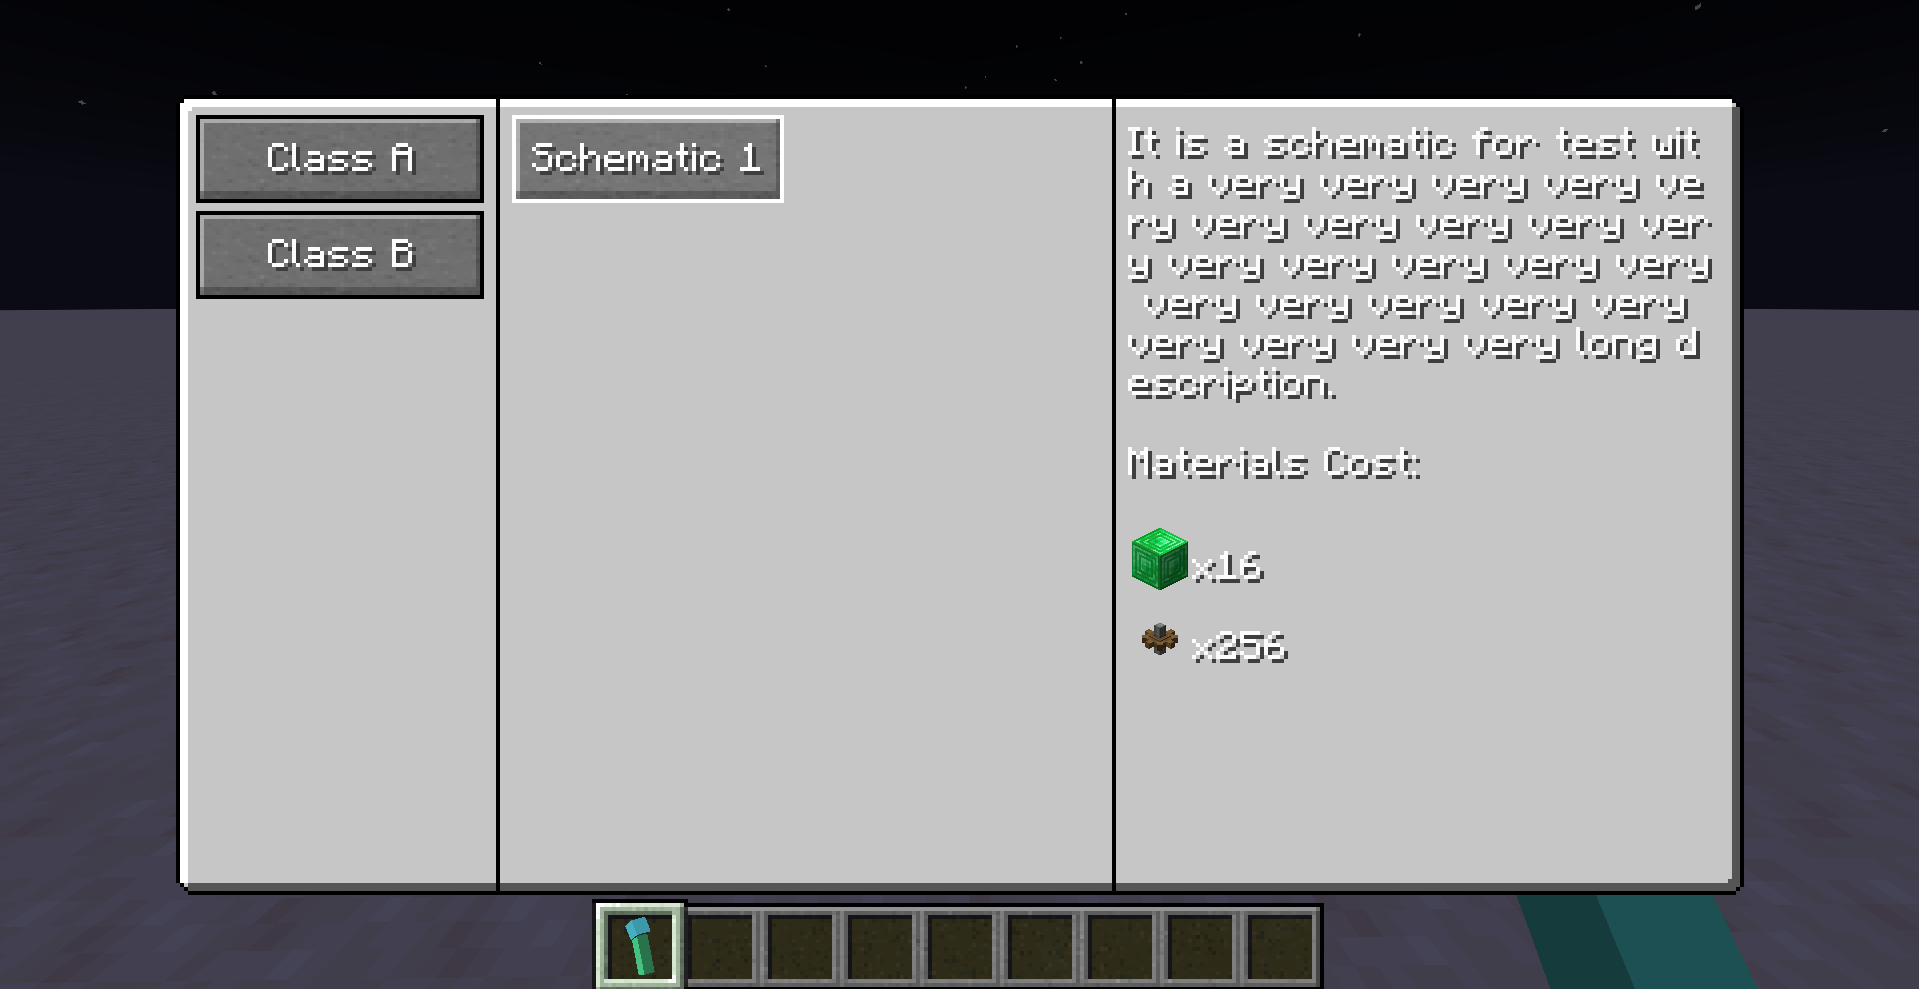 Class A
Class B
Schematic 1
It is a schematic for test wit
h a very very very very ve
ry very very very very ver
y very very very very very
very very very very very
very very very very long d
escription.
Materials Cost:
x16
x256